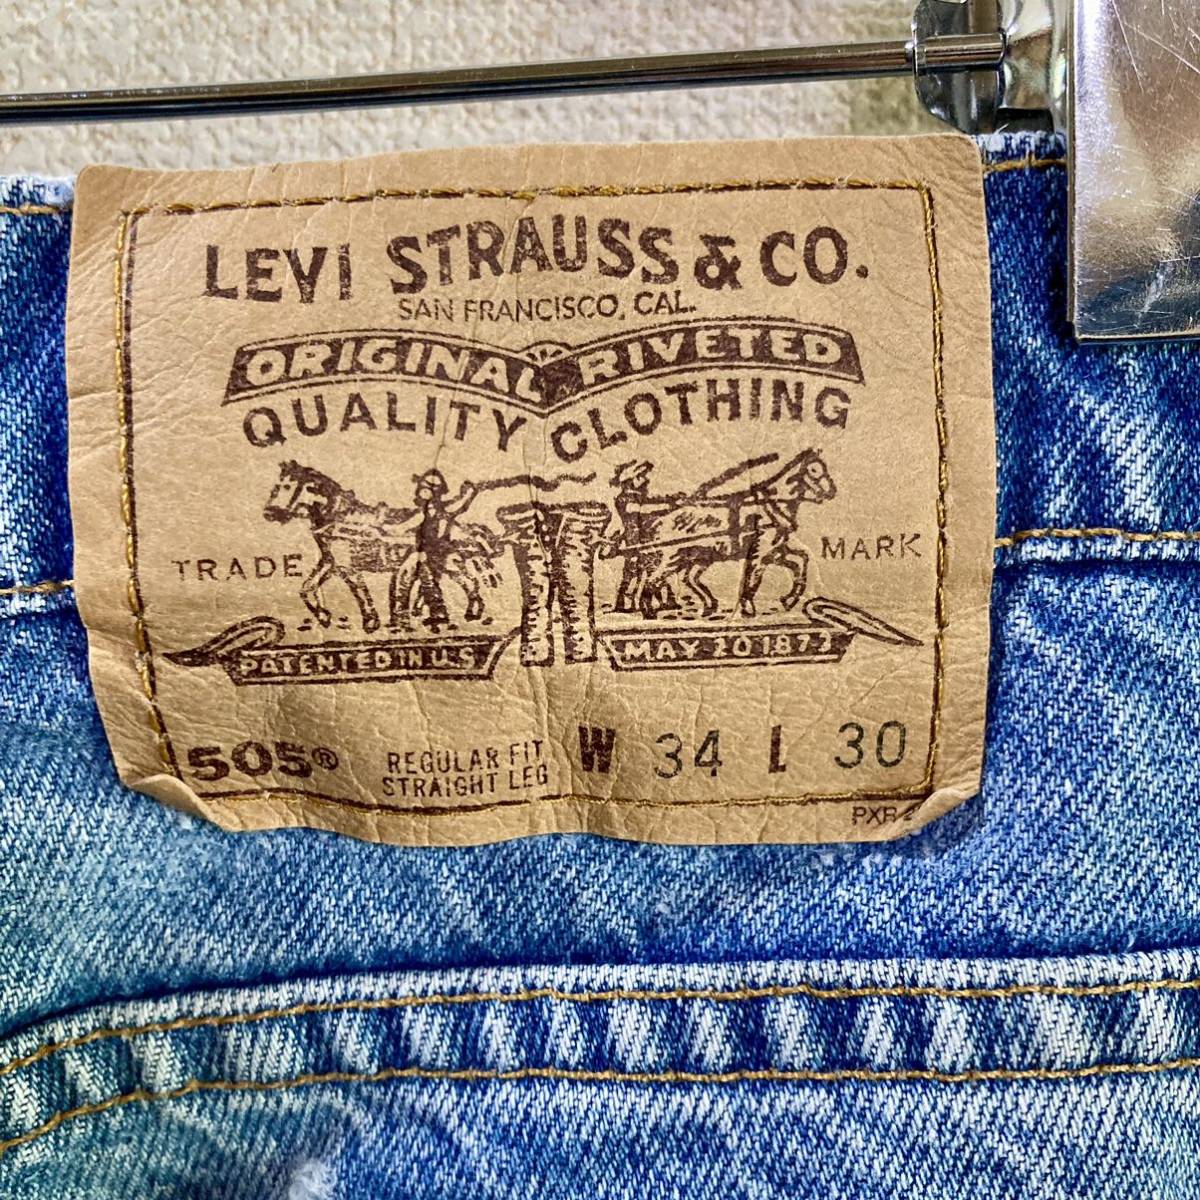 LEVI STRAUSS & CO.
SAN FRANCISCO, CAL.
ORIGINAL RIVETED
QUALITY CLOTHING
TRADE MARK
PATENTED IN U.S. MAY 20 1873
505® REGULAR FIT W 34 L 30
STRAIGHT LEG